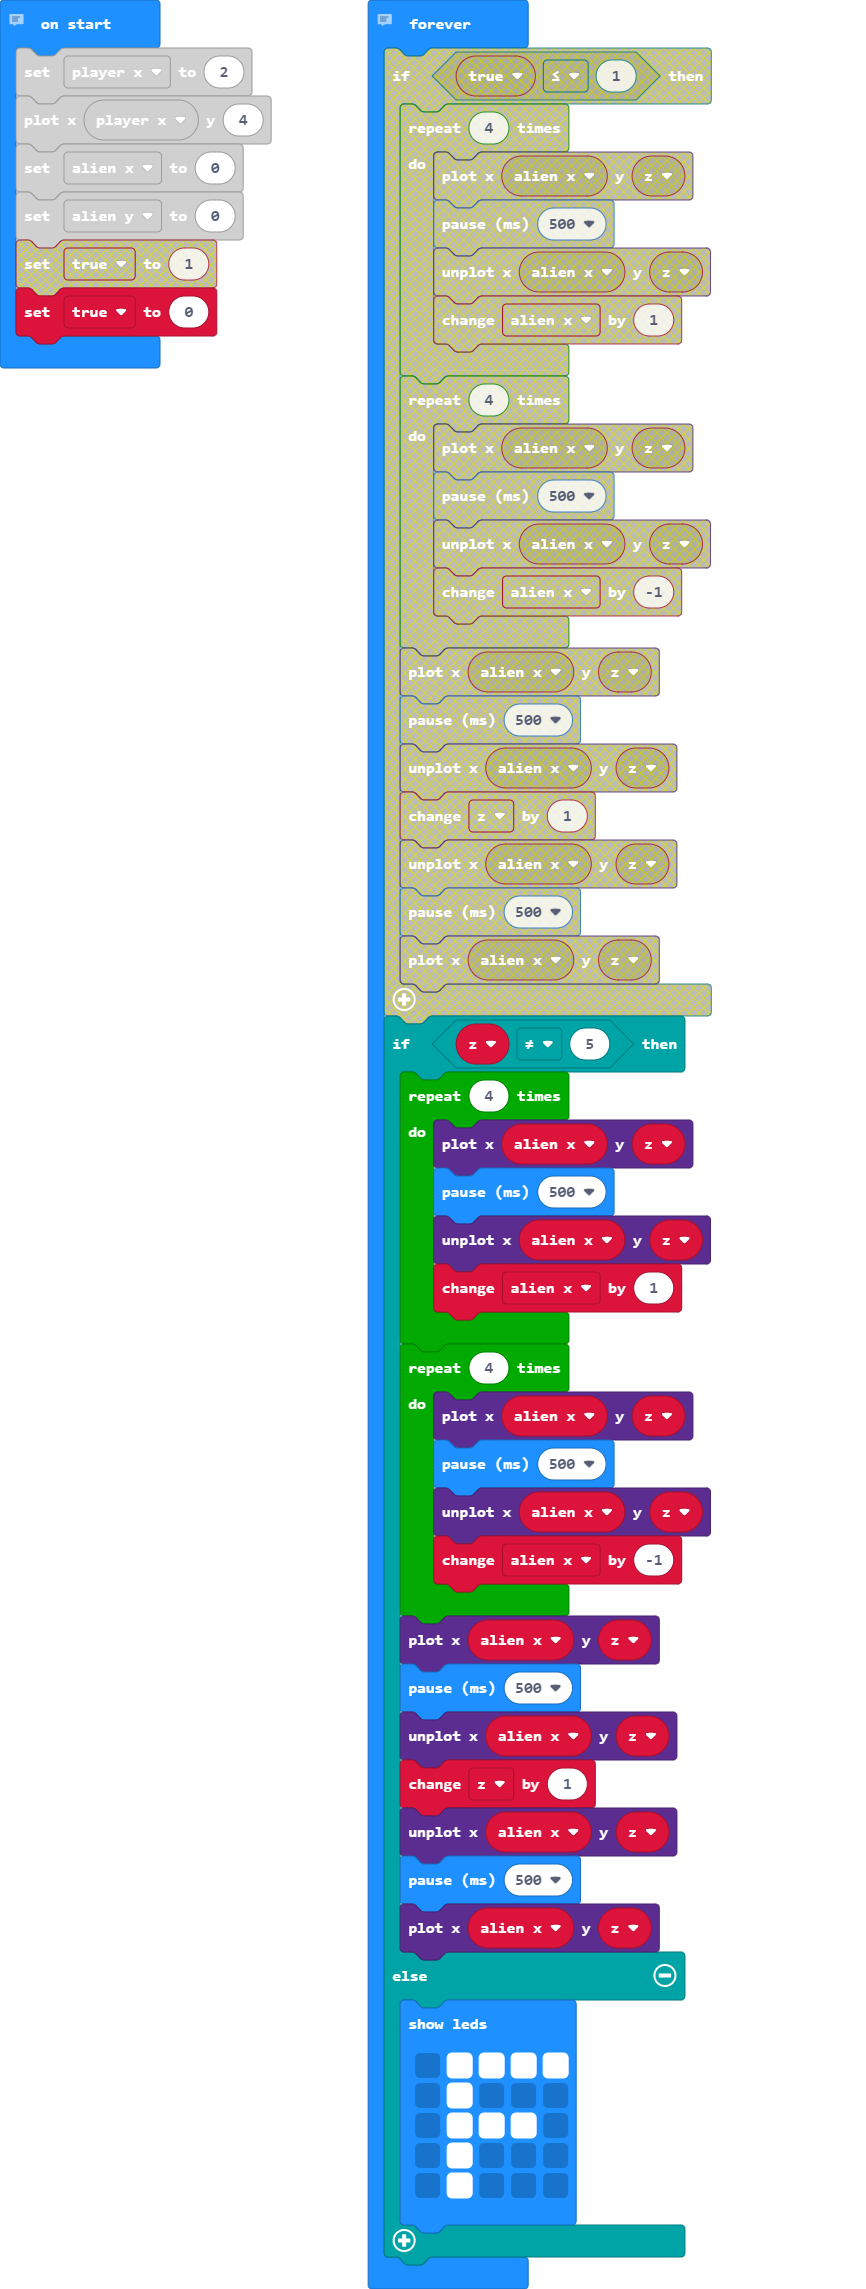 on start
set player x to 2
plot x player x y 4
set alien x to 0
set alien y to 0
set true to 1
set true to 0
forever
if true ≤ 1 then
repeat 4 times
do
plot x alien x y z
pause (ms) 500
unplot x alien x y z
change alien x by 1
repeat 4 times
do
plot x alien x y z
pause (ms) 500
unplot x alien x y z
change alien x by -1
plot x alien x y z
pause (ms) 500
unplot x alien x y z
change z by 1
unplot x alien x y z
pause (ms) 500
plot x alien x y z
if z ≠ 5 then
repeat 4 times
do
plot x alien x y z
pause (ms) 500
unplot x alien x y z
change alien x by 1
repeat 4 times
do
plot x alien x y z
pause (ms) 500
unplot x alien x y z
change alien x by -1
plot x alien x y z
pause (ms) 500
unplot x alien x y z
change z by 1
unplot x alien x y z
pause (ms) 500
plot x alien x y z
else
show leds